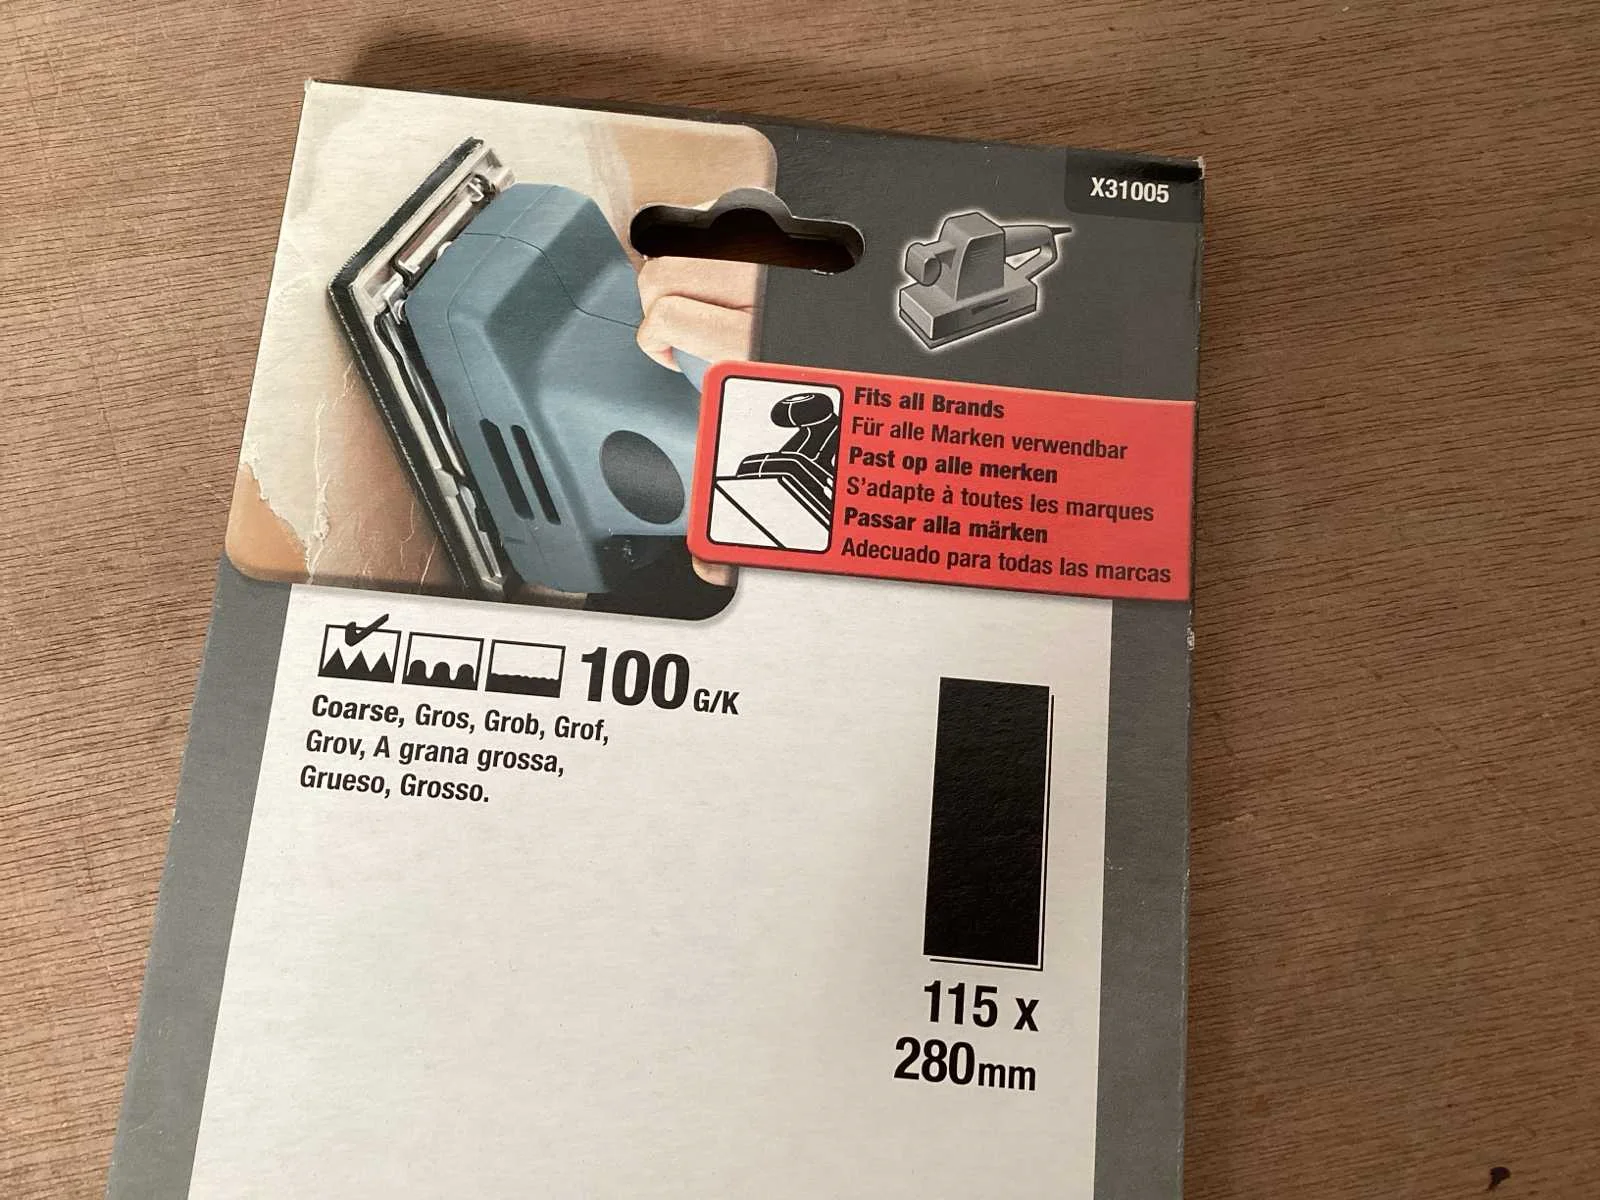 X31005
Fits all Brands
Für alle Marken verwendbar
Past op alle merken
S'adapte à toutes les marques
Passar alla märken
Adecuado para todas las marcas
100 G/K
Coarse, Gros, Grob, Grof,
Grov, A grana grossa,
Grueso, Grosso.
115 x
280mm